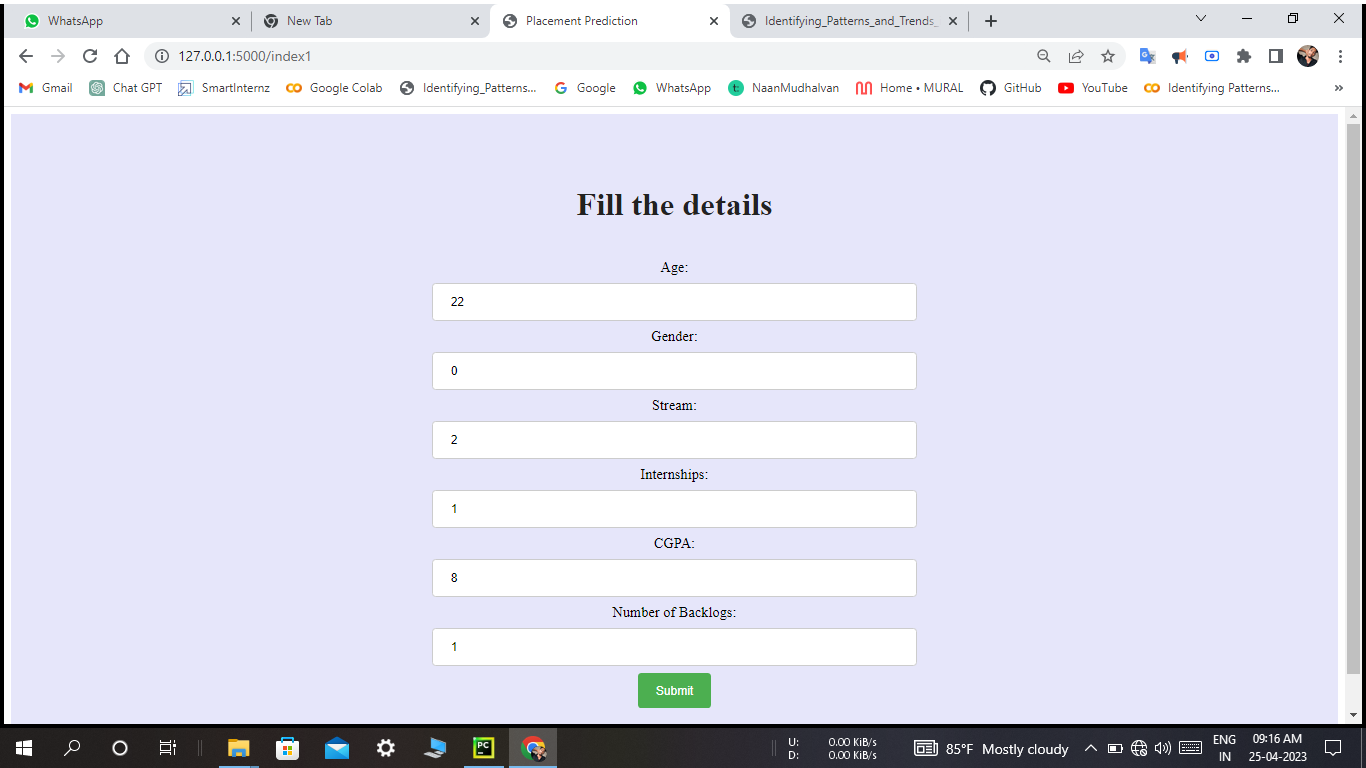 WhatsApp
New Tab
Placement Prediction
Identifying_Patterns_and_Trends_
127.0.0.1:5000/index1
Gmail
Chat GPT
SmartInternz
Google Colab
Identifying_Patterns...
Google
WhatsApp
NaanMudhalvan
Home • MURAL
GitHub
YouTube
Identifying Patterns...
»
Fill the details
Age:
22
Gender:
0
Stream:
2
Internships:
1
CGPA:
8
Number of Backlogs:
1
Submit
PC
U: 0.00 KiB/s
D: 0.00 KiB/s
85°F Mostly cloudy
ENG
IN
09:16 AM
25-04-2023